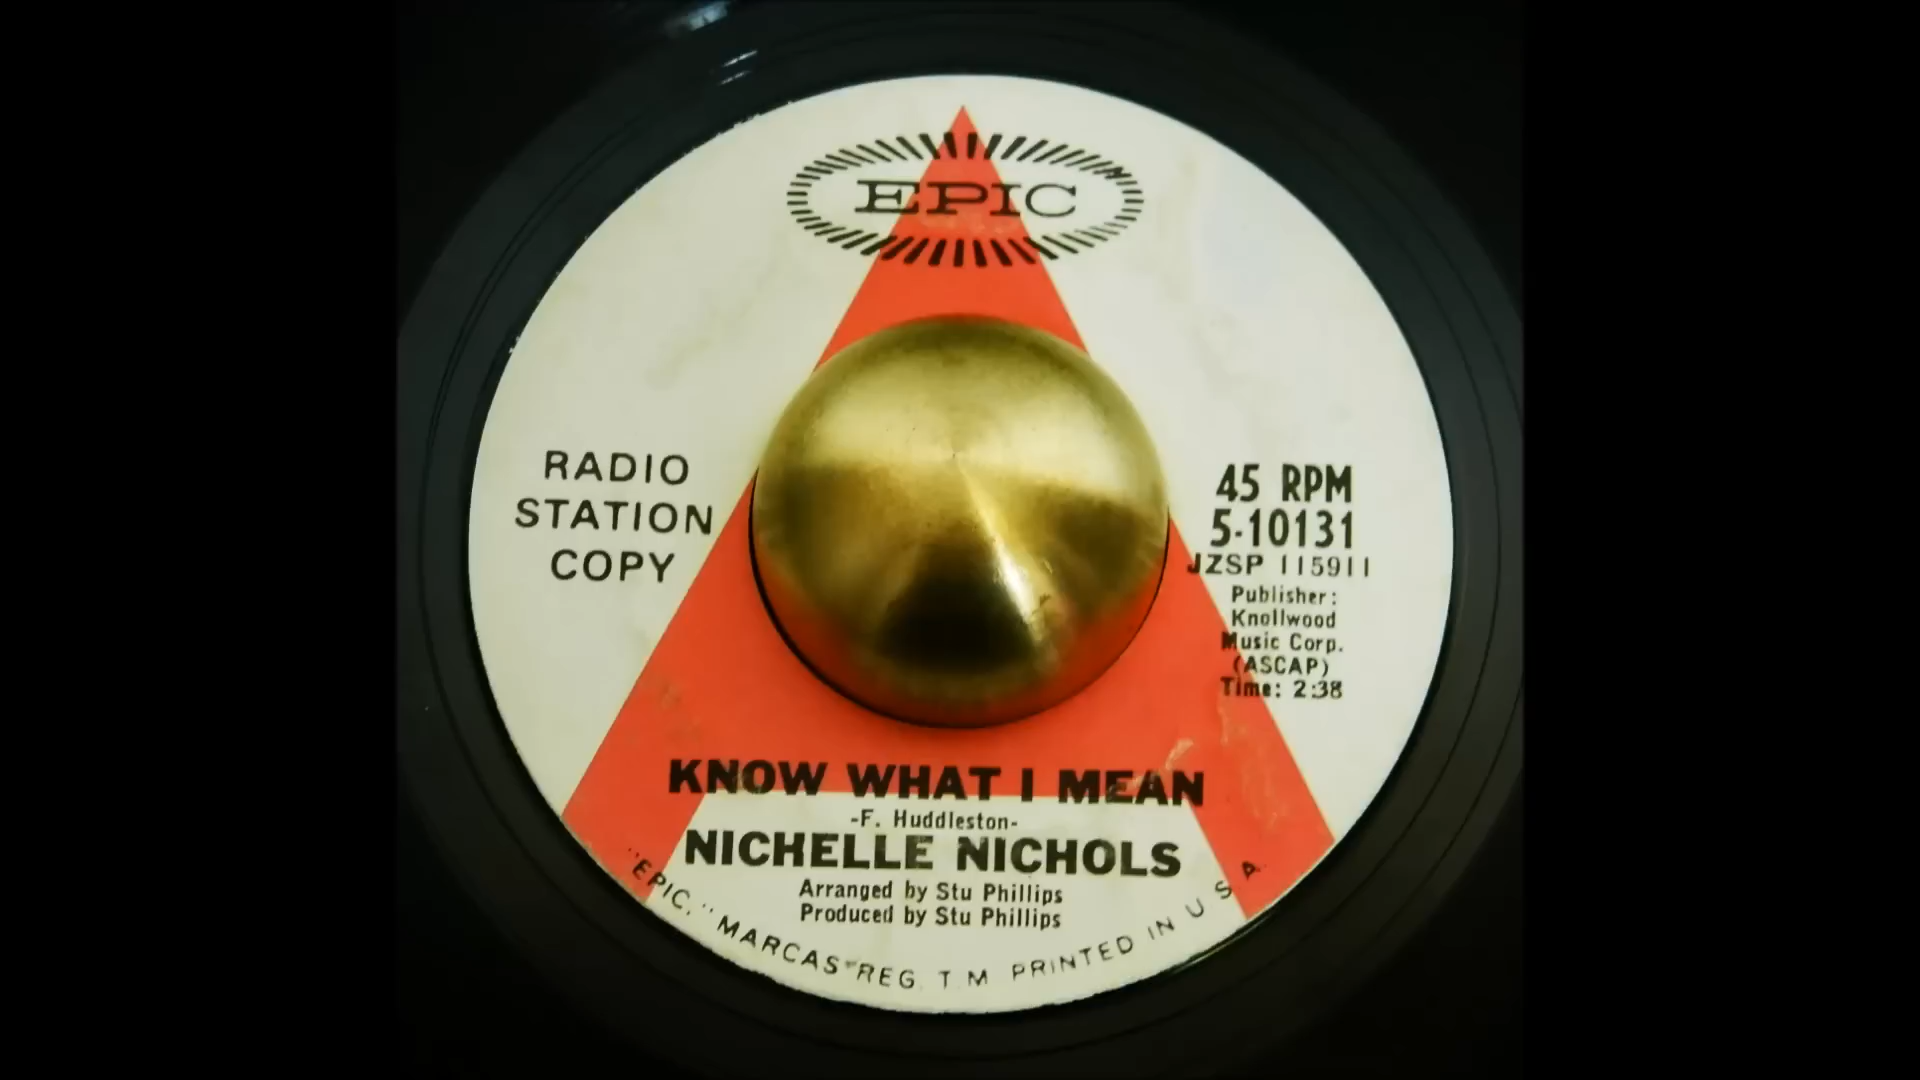 EPIC
RADIO
STATION
COPY
45 RPM
5-10131
JZSP 115911
Publisher:
Knollwood
Music Corp.
(ASCAP)
Time: 2:38
KNOW WHAT I MEAN
-F. Huddleston-
NICHELLE NICHOLS
Arranged by Stu Phillips
Produced by Stu Phillips
"EPIC," MARCAS REG. T.M. PRINTED IN U S A